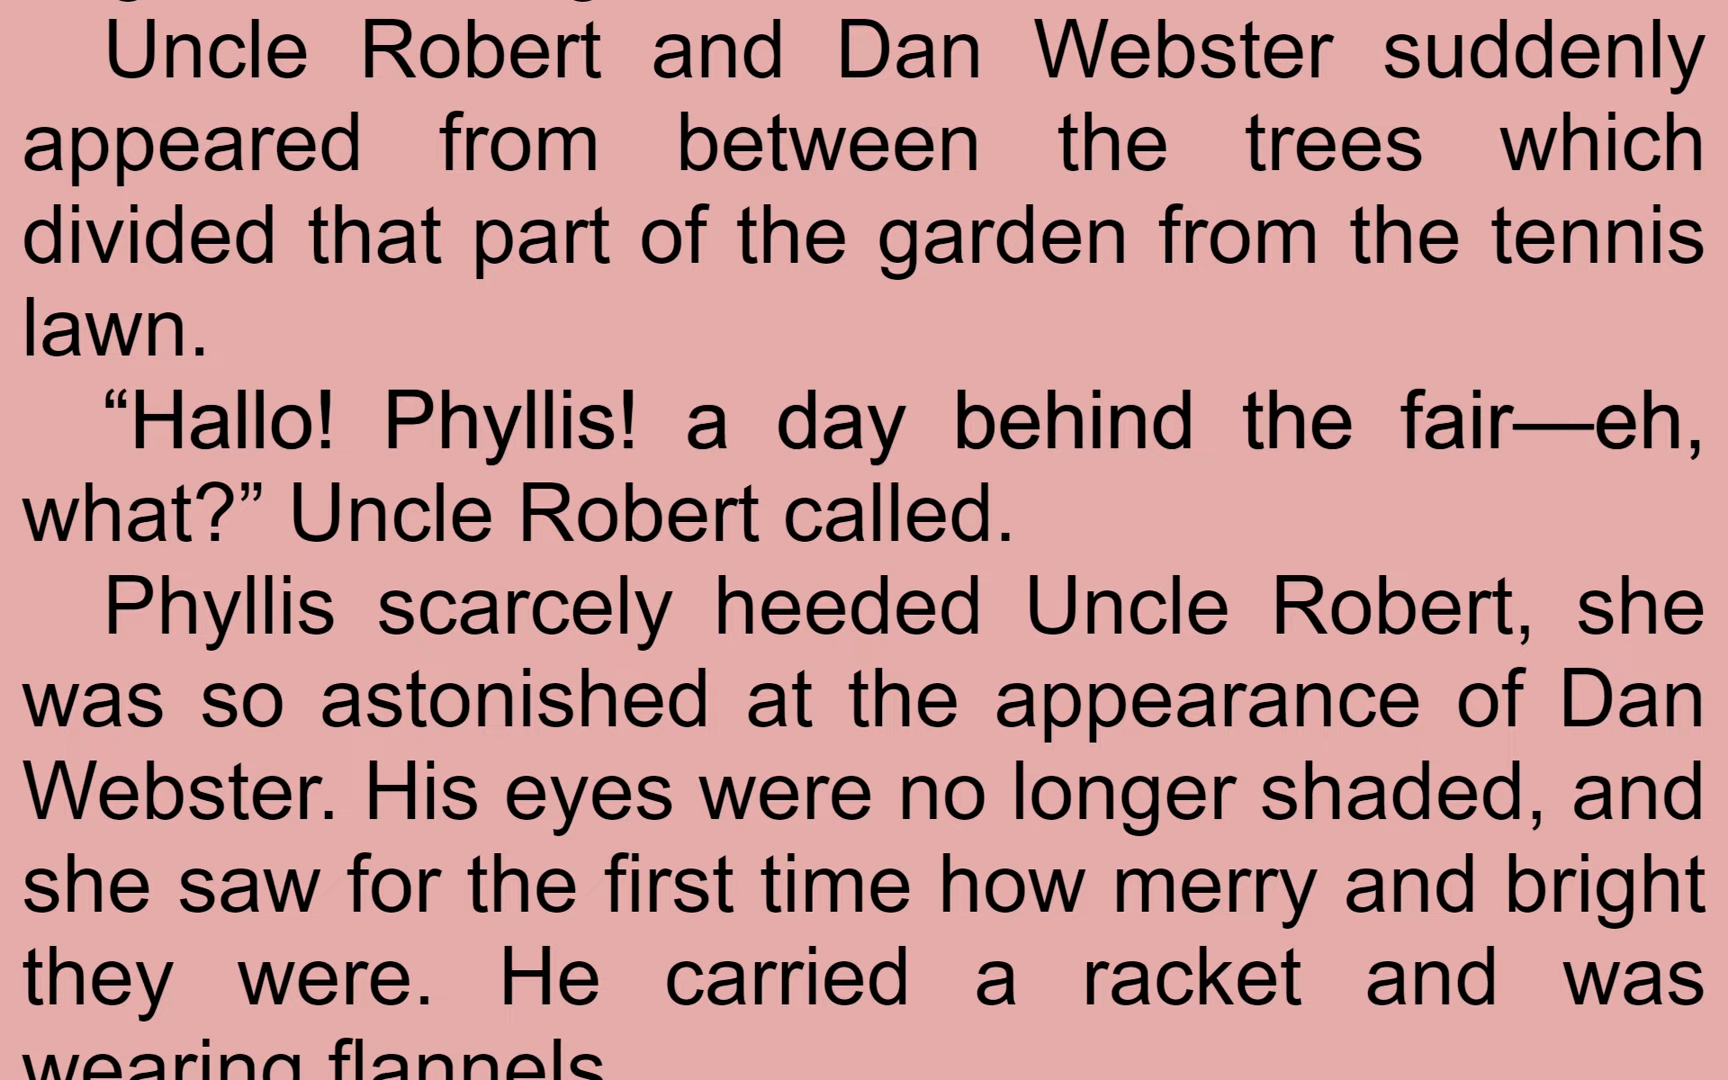 Uncle Robert and Dan Webster suddenly
appeared from between the trees which
divided that part of the garden from the tennis
lawn.
“Hallo! Phyllis! a day behind the fair—eh,
what?” Uncle Robert called.
Phyllis scarcely heeded Uncle Robert, she
was so astonished at the appearance of Dan
Webster. His eyes were no longer shaded, and
she saw for the first time how merry and bright
they were. He carried a racket and was
wearing flannels